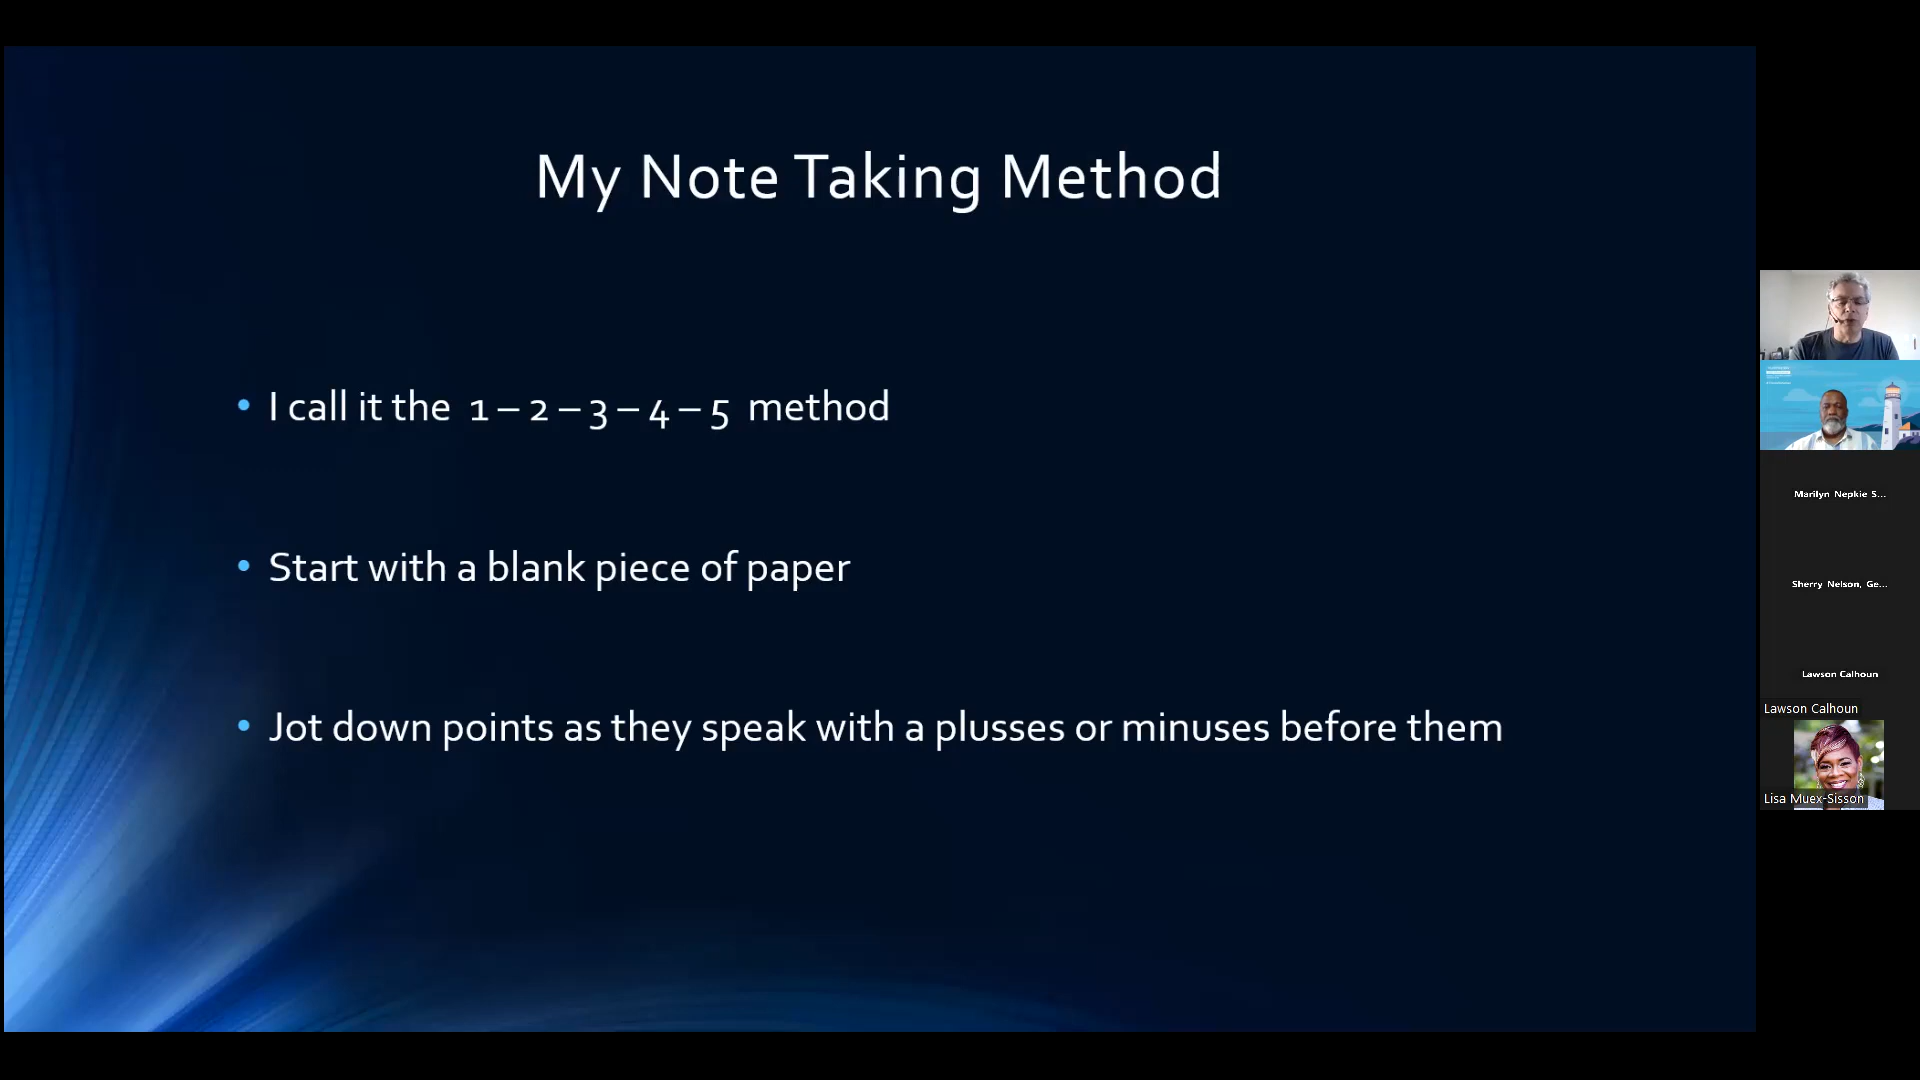 My Note Taking Method
• I call it the 1 – 2 – 3 – 4 – 5 method
• Start with a blank piece of paper
• Jot down points as they speak with a plusses or minuses before them
Marilyn Nepkie S...
Sherry Nelson, Ge...
Lawson Calhoun
Lawson Calhoun
Lisa Muex-Sisson